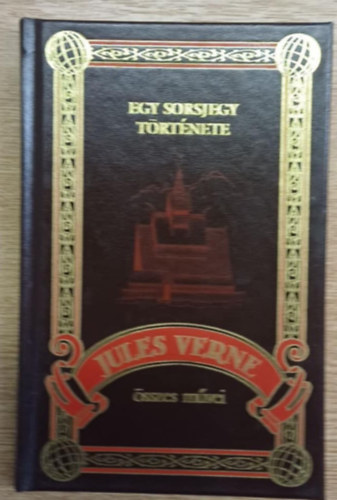 EGY SORSJEGY
TÖRTÉNETE
JULES VERNE
összes művei